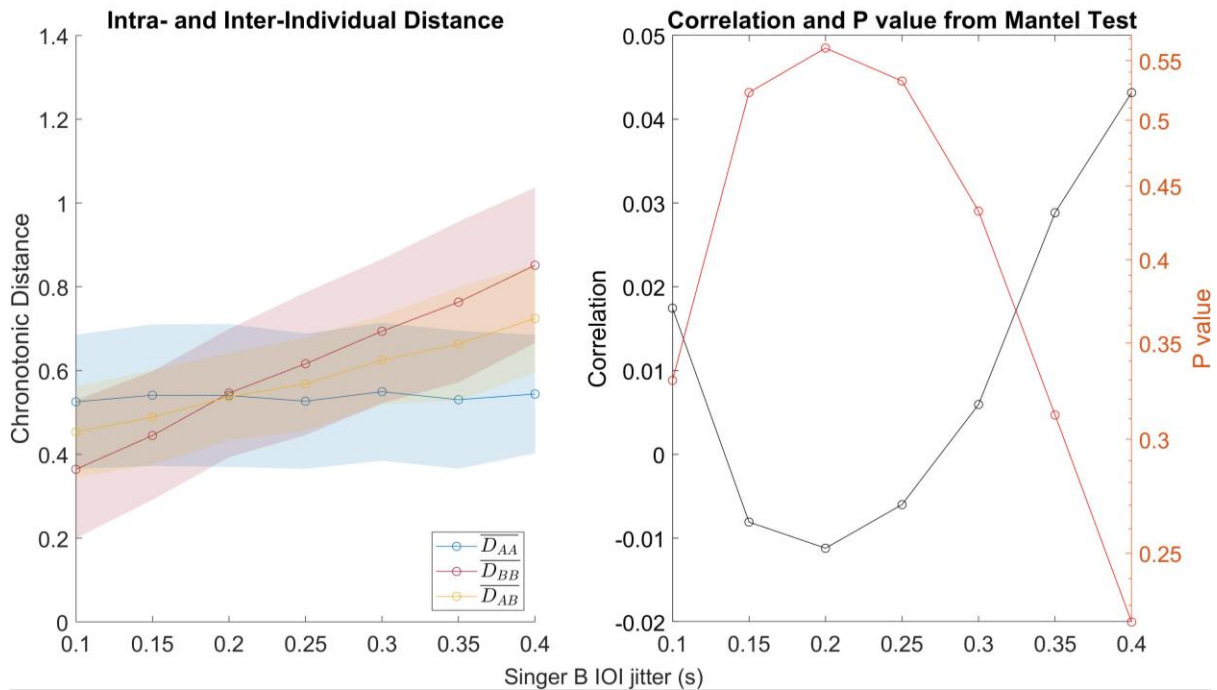 Intra- and Inter-Individual Distance
1.4
1.2
1
0.8
0.6
0.4
0.2
0
Chronotonic Distance
0.1 0.15 0.2 0.25 0.3 0.35 0.4
D_AA
D_BB
D_AB
Correlation and P value from Mantel Test
0.05
0.04
0.03
0.02
0.01
0
-0.01
-0.02
Correlation
0.1 0.15 0.2 0.25 0.3 0.35 0.4
0.55
0.5
0.45
0.4
0.35
0.3
0.25
P value
Singer B IOI jitter (s)